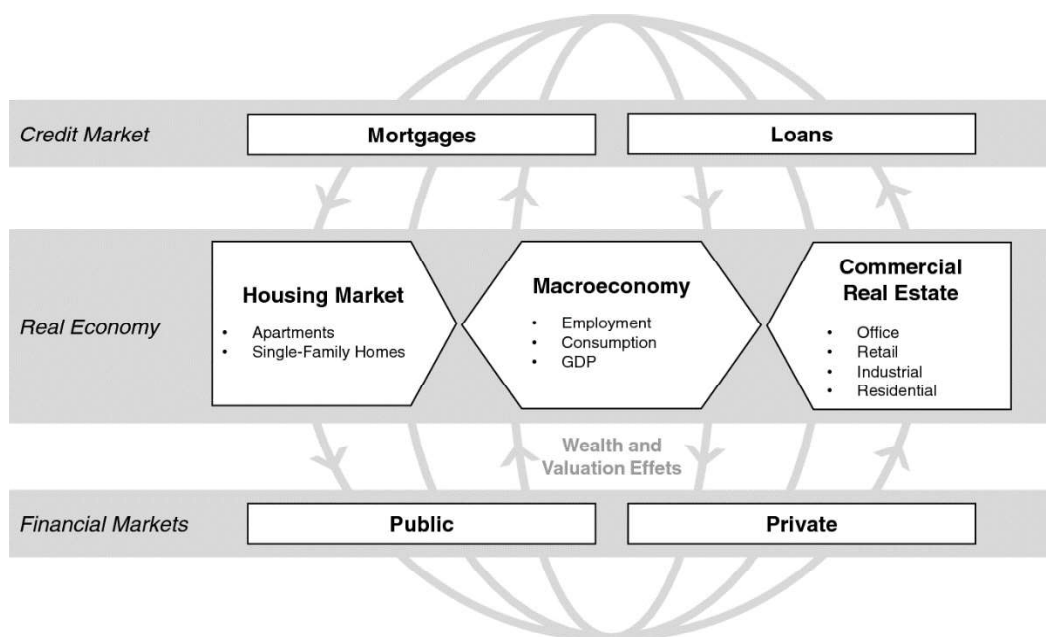 Credit Market
Mortgages
Loans
Real Economy
Housing Market
• Apartments
• Single-Family Homes
Macroeconomy
• Employment
• Consumption
• GDP
Commercial
Real Estate
• Office
• Retail
• Industrial
• Residential
Wealth and
Valuation Effets
Financial Markets
Public
Private